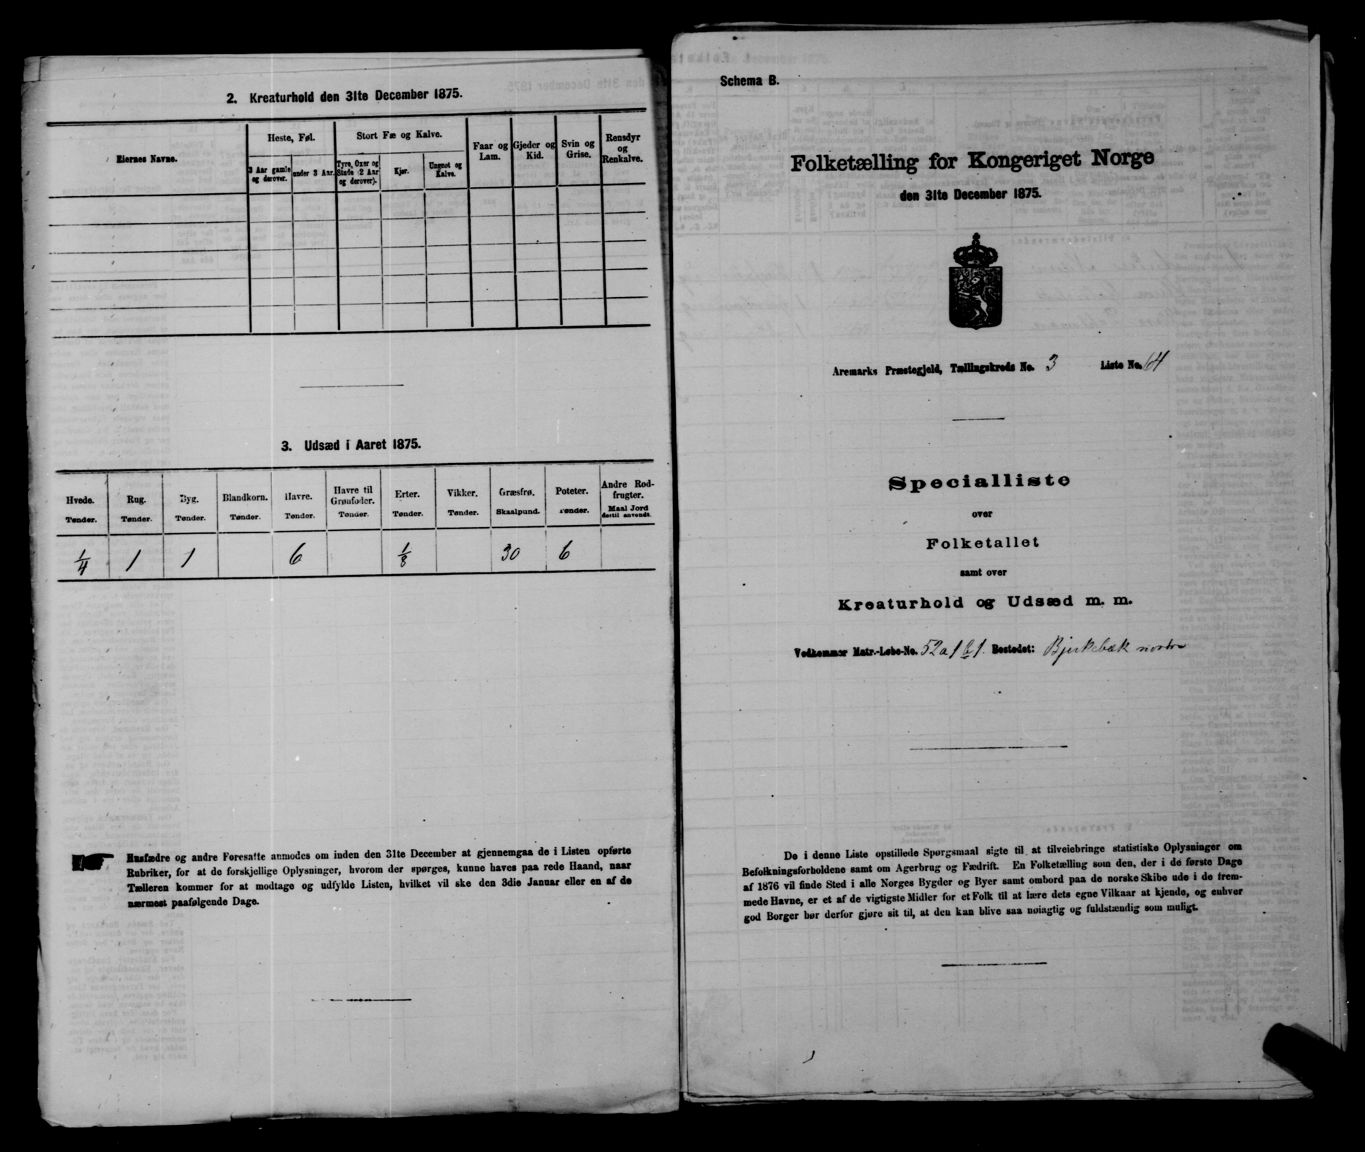 2. Kreaturhold den 31te December 1875.
Eiernes Navne.
Heste, Føl.
Stort Fæ og Kalve.
Faar og Lam.
Gjeder og Kid.
Svin og Grise.
Rensdyr og Renkalve.
3 Aar gamle og derover.
under 3 Aar.
Tyre, Oxer og Stude (2 Aar og derover).
Kjør.
Ungnøt og Kalve.
3. Udsæd i Aaret 1875.
Hvede. Rug. Byg. Blandkorn. Havre. Havre til Grønfoder. Erter. Vikker. Græsfrø. Poteter. Andre Rodfrugter.
Tønder. Tønder. Tønder. Tønder. Tønder. Tønder. Tønder. Tønder. Skaalpund. Tønder. Maal Jord dertil anvendt.
1/4 1 1 6 1/8 30 6
Husfædre og andre Foresatte anmodes om inden den 31te December at gjennemgaa de i Listen opførte
Rubriker, for at de forskjellige Oplysninger, hvorom der spørges, kunne haves paa rede Haand, naar
Tælleren kommer for at modtage og udfylde Listen, hvilket vil ske den 3die Januar eller en af de
nærmest paafølgende Dage.
Schema B.
Folketælling for Kongeriget Norge
den 31te December 1875.
Aremarks Præstegjeld, Tællingskreds No. 3 Liste No. 64
Specialliste
over
Folketallet
samt over
Kreaturhold og Udsæd m. m.
Vedkommer Matr.-Løbe-No. 52a, 1 & 1. Bostedet: Bjerkebæk nordre
De i denne Liste opstillede Spørgsmaal sigte til at tilveiebringe statistiske Oplysninger om
Befolkningsforholdene samt om Agerbrug og Fædrift. En Folketælling som den, der i de første Dage
af 1876 vil finde Sted i alle Norges Bygder og Byer samt ombord paa de norske Skibe ude i de frem-
mede Havne, er et af de vigtigste Midler for et Folk til at lære dets egne Vilkaar at kjende, og enhver
god Borger bør derfor gjøre sit til, at den kan blive saa nøiagtig og fuldstændig som muligt.